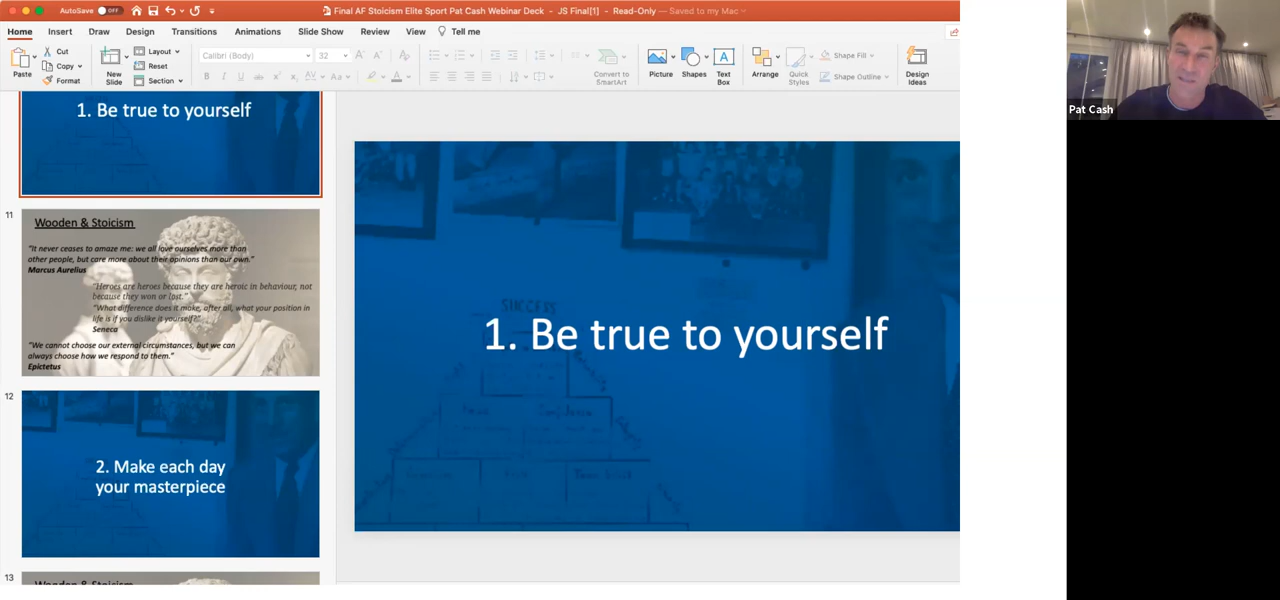 AutoSave OFF
Final AF Stoicism Elite Sport Pat Cash Webinar Deck - JS Final[1] - Read-Only — Saved to my Mac
Home Insert Draw Design Transitions Animations Slide Show Review View Tell me
Paste
Cut
Copy
Format
New
Slide
Layout
Reset
Section
Calibri (Body) 32
Convert to
SmartArt
Picture
Shapes
Text
Box
Arrange
Quick
Styles
Shape Fill
Shape Outline
Design
Ideas
1. Be true to yourself
11
Wooden & Stoicism
"It never ceases to amaze me: we all love ourselves more than
other people, but care more about their opinions than our own."
Marcus Aurelius
"Heroes are heroes because they are heroic in behaviour, not
because they won or lost."
"What difference does it make, after all, what your position in
life is if you dislike it yourself?"
Seneca
"We cannot choose our external circumstances, but we can
always choose how we respond to them."
Epictetus
12
2. Make each day
your masterpiece
13
Wooden & Stoicism
SUCCESS
Confidence
1. Be true to yourself
Pat Cash